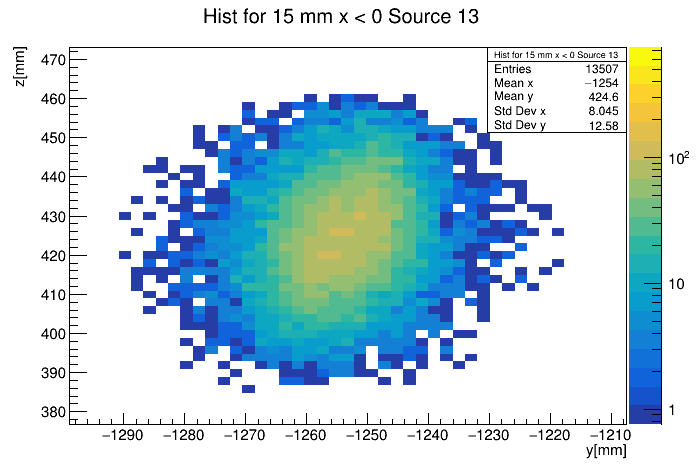 Hist for 15 mm x < 0 Source 13
z[mm]
Hist for 15 mm x < 0 Source 13
Entries 13507
Mean x −1254
Mean y 424.6
Std Dev x 8.045
Std Dev y 12.58
470
460
450
440
430
420
410
400
390
380
10²
10
1
−1290 −1280 −1270 −1260 −1250 −1240 −1230 −1220 −1210
y[mm]